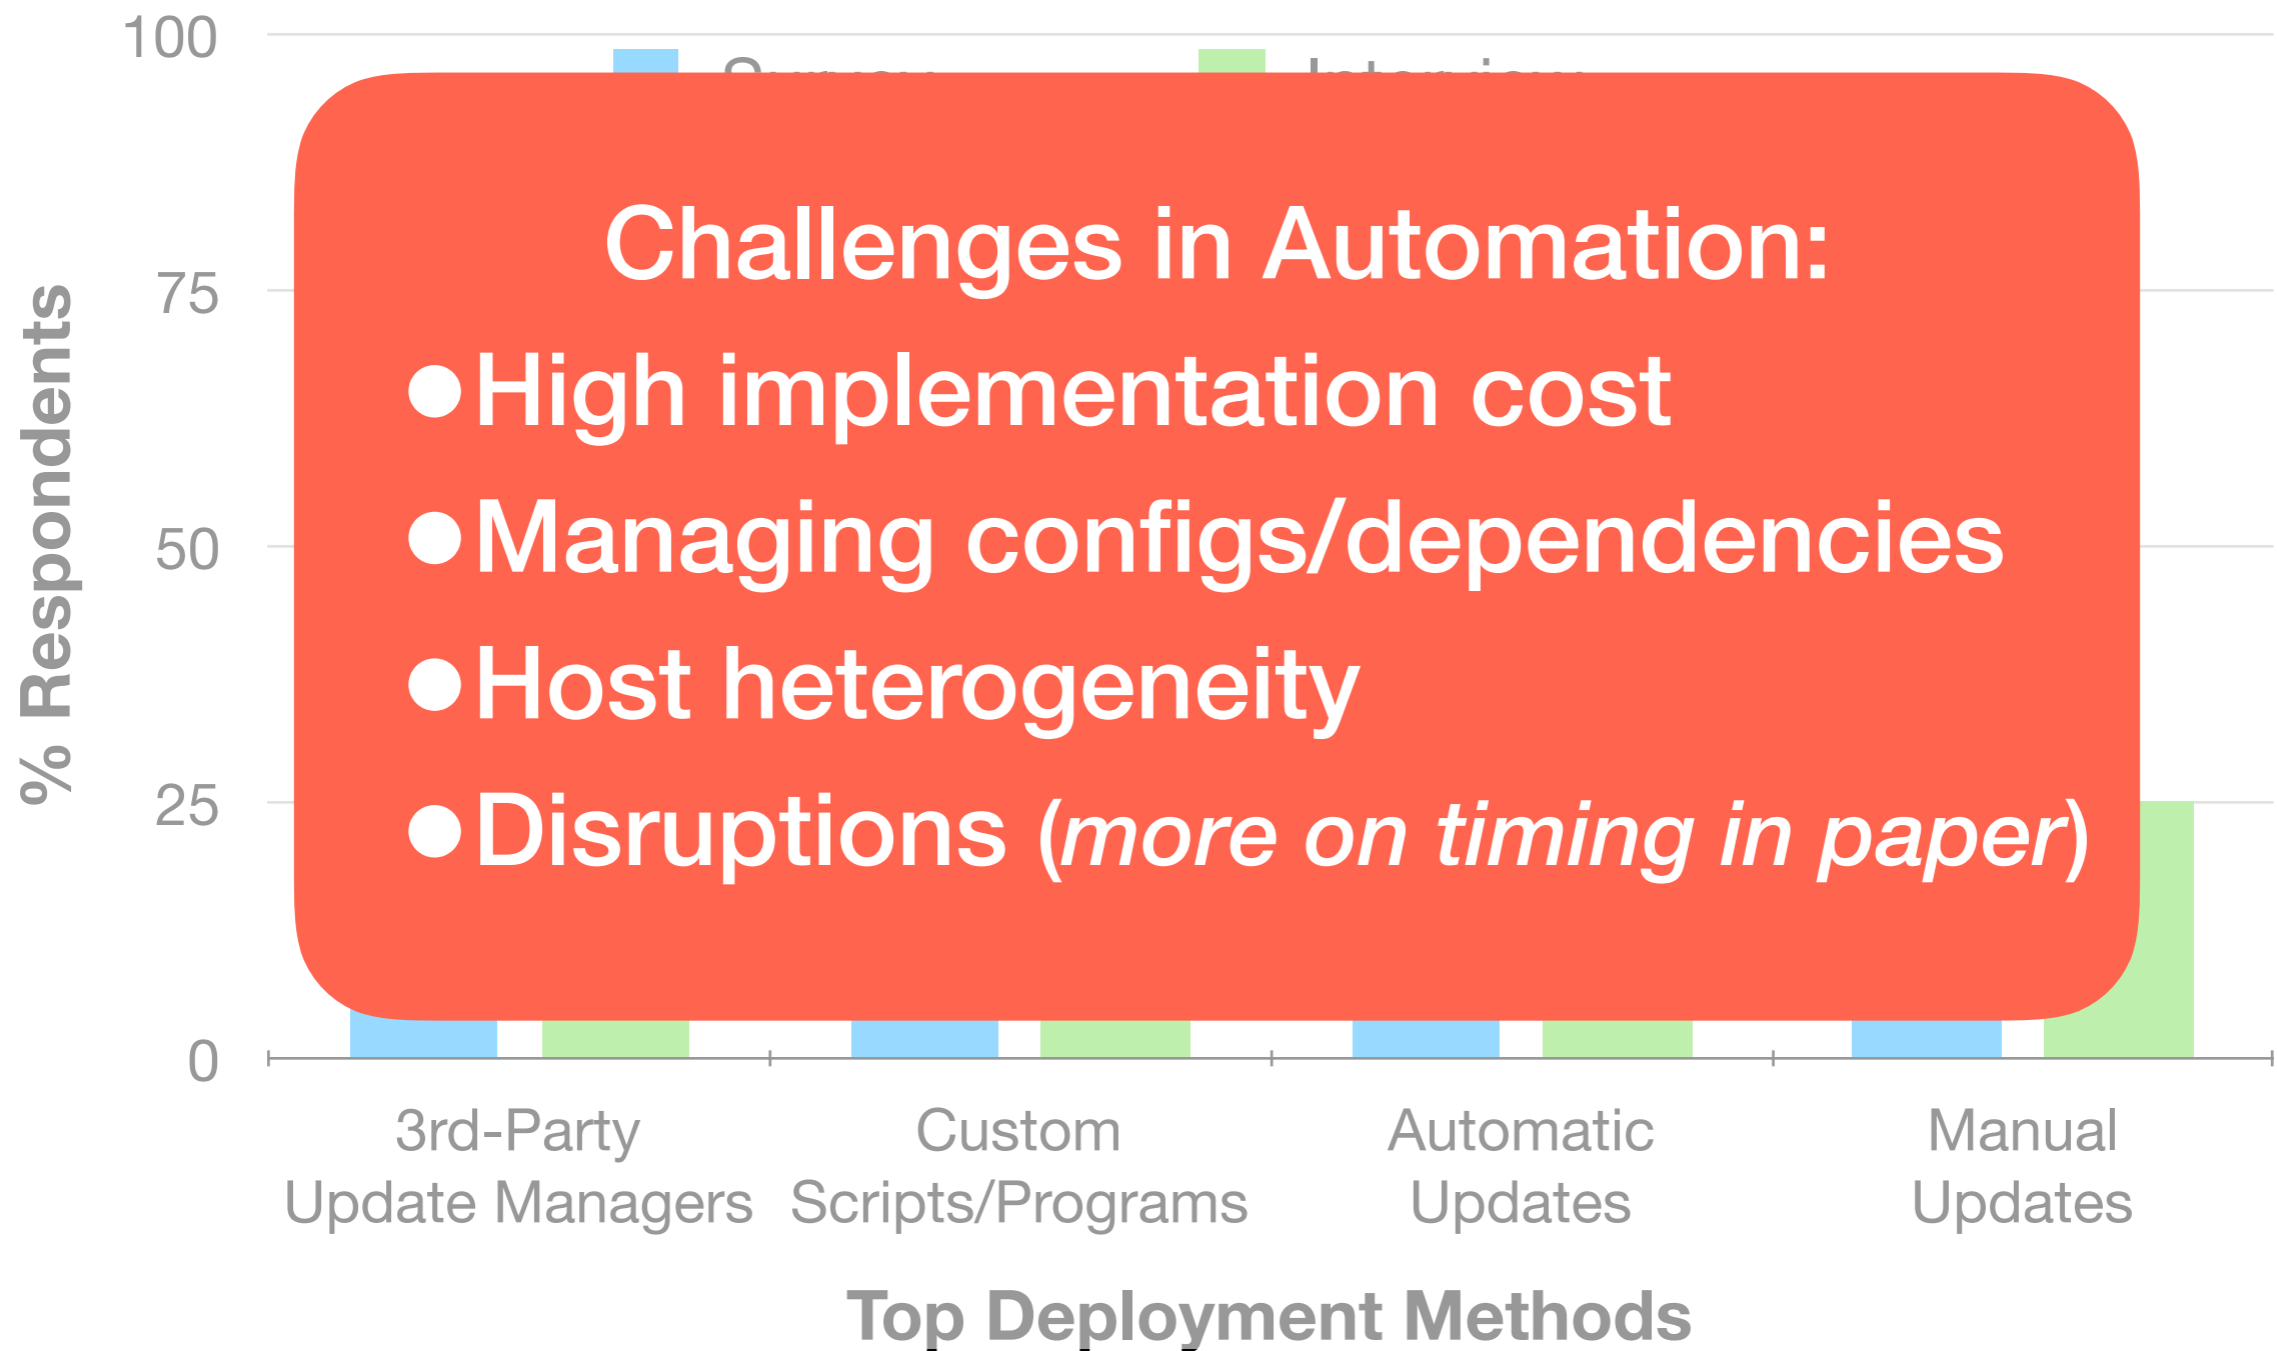 100
Challenges in Automation:
75
●High implementation cost
●Managing configs/dependencies
50
●Host heterogeneity
●Disruptions (more on timing in paper)
25
0
% Respondents
3rd-Party
Update Managers
Custom
Scripts/Programs
Automatic
Updates
Manual
Updates
Top Deployment Methods